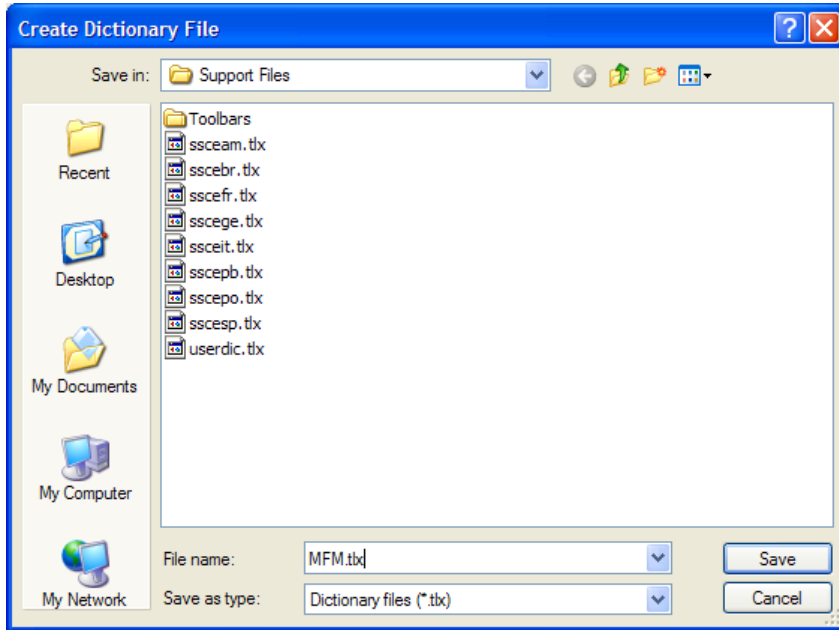 Create Dictionary File
Save in:
Support Files
Recent
Desktop
My Documents
My Computer
My Network
Toolbars
ssceam.tlx
sscebr.tlx
sscefr.tlx
sscege.tlx
ssceit.tlx
sscepb.tlx
sscepo.tlx
sscesp.tlx
userdic.tlx
File name:
MFM.tlx
Save
Save as type:
Dictionary files (*.tlx)
Cancel